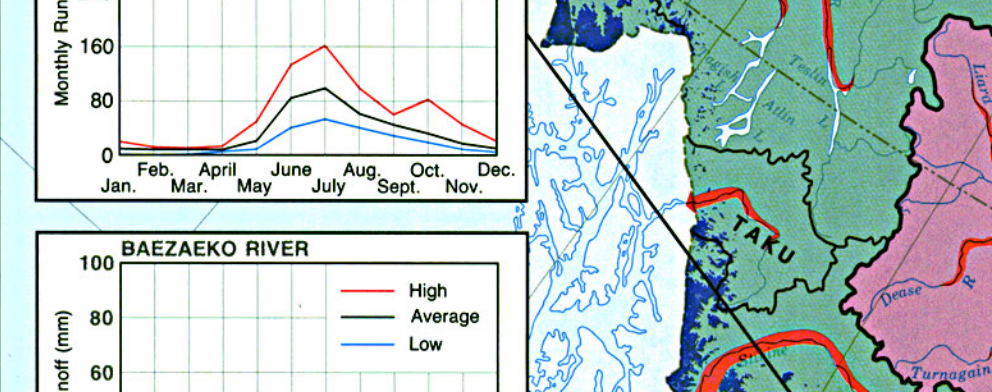 Monthly Run
160
80
0
Feb. April June Aug. Oct. Dec.
Jan. Mar. May July Sept. Nov.
BAEZAEKO RIVER
noff (mm)
100
80
60
High
Average
Low
Teslin
L.
Atlin
L.
TAKU
Stikine
Liard
Dease
R
Turnagain